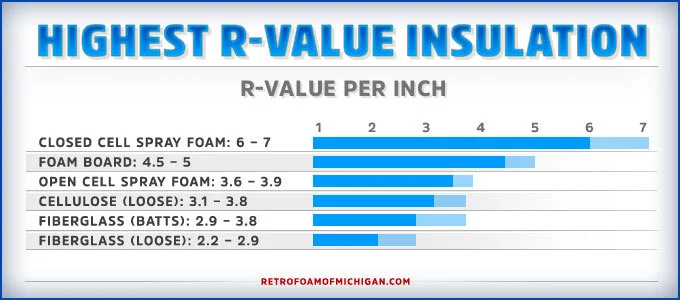 HIGHEST R-VALUE INSULATION
R-VALUE PER INCH
1 2 3 4 5 6 7
CLOSED CELL SPRAY FOAM: 6 – 7
FOAM BOARD: 4.5 – 5
OPEN CELL SPRAY FOAM: 3.6 – 3.9
CELLULOSE (LOOSE): 3.1 – 3.8
FIBERGLASS (BATTS): 2.9 – 3.8
FIBERGLASS (LOOSE): 2.2 – 2.9
RETROFOAMOFMICHIGAN.COM